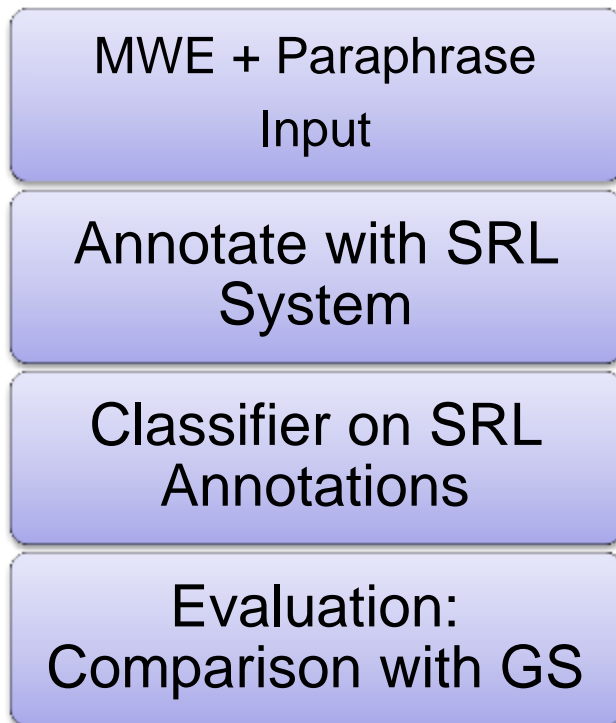 MWE + Paraphrase
Input
Annotate with SRL
System
Classifier on SRL
Annotations
Evaluation:
Comparison with GS